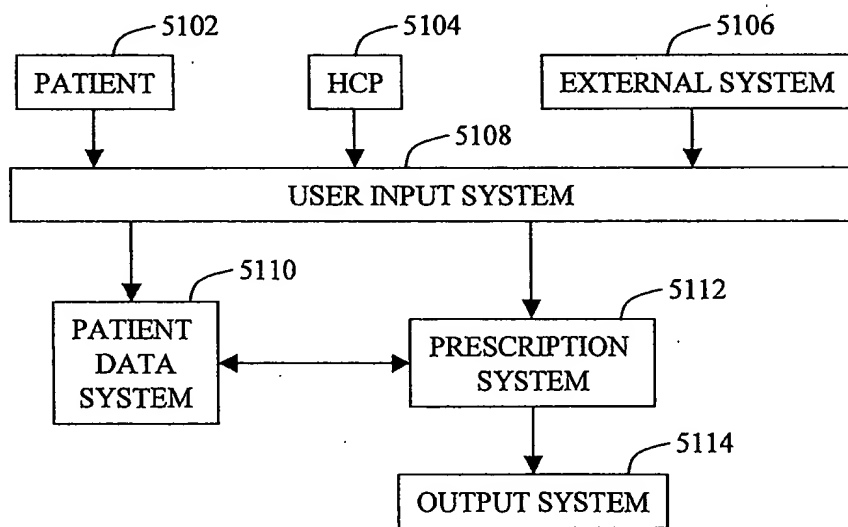 5102
5104
5106
PATIENT
HCP
EXTERNAL SYSTEM
5108
USER INPUT SYSTEM
5110
5112
PATIENT
DATA
SYSTEM
PRESCRIPTION
SYSTEM
5114
OUTPUT SYSTEM